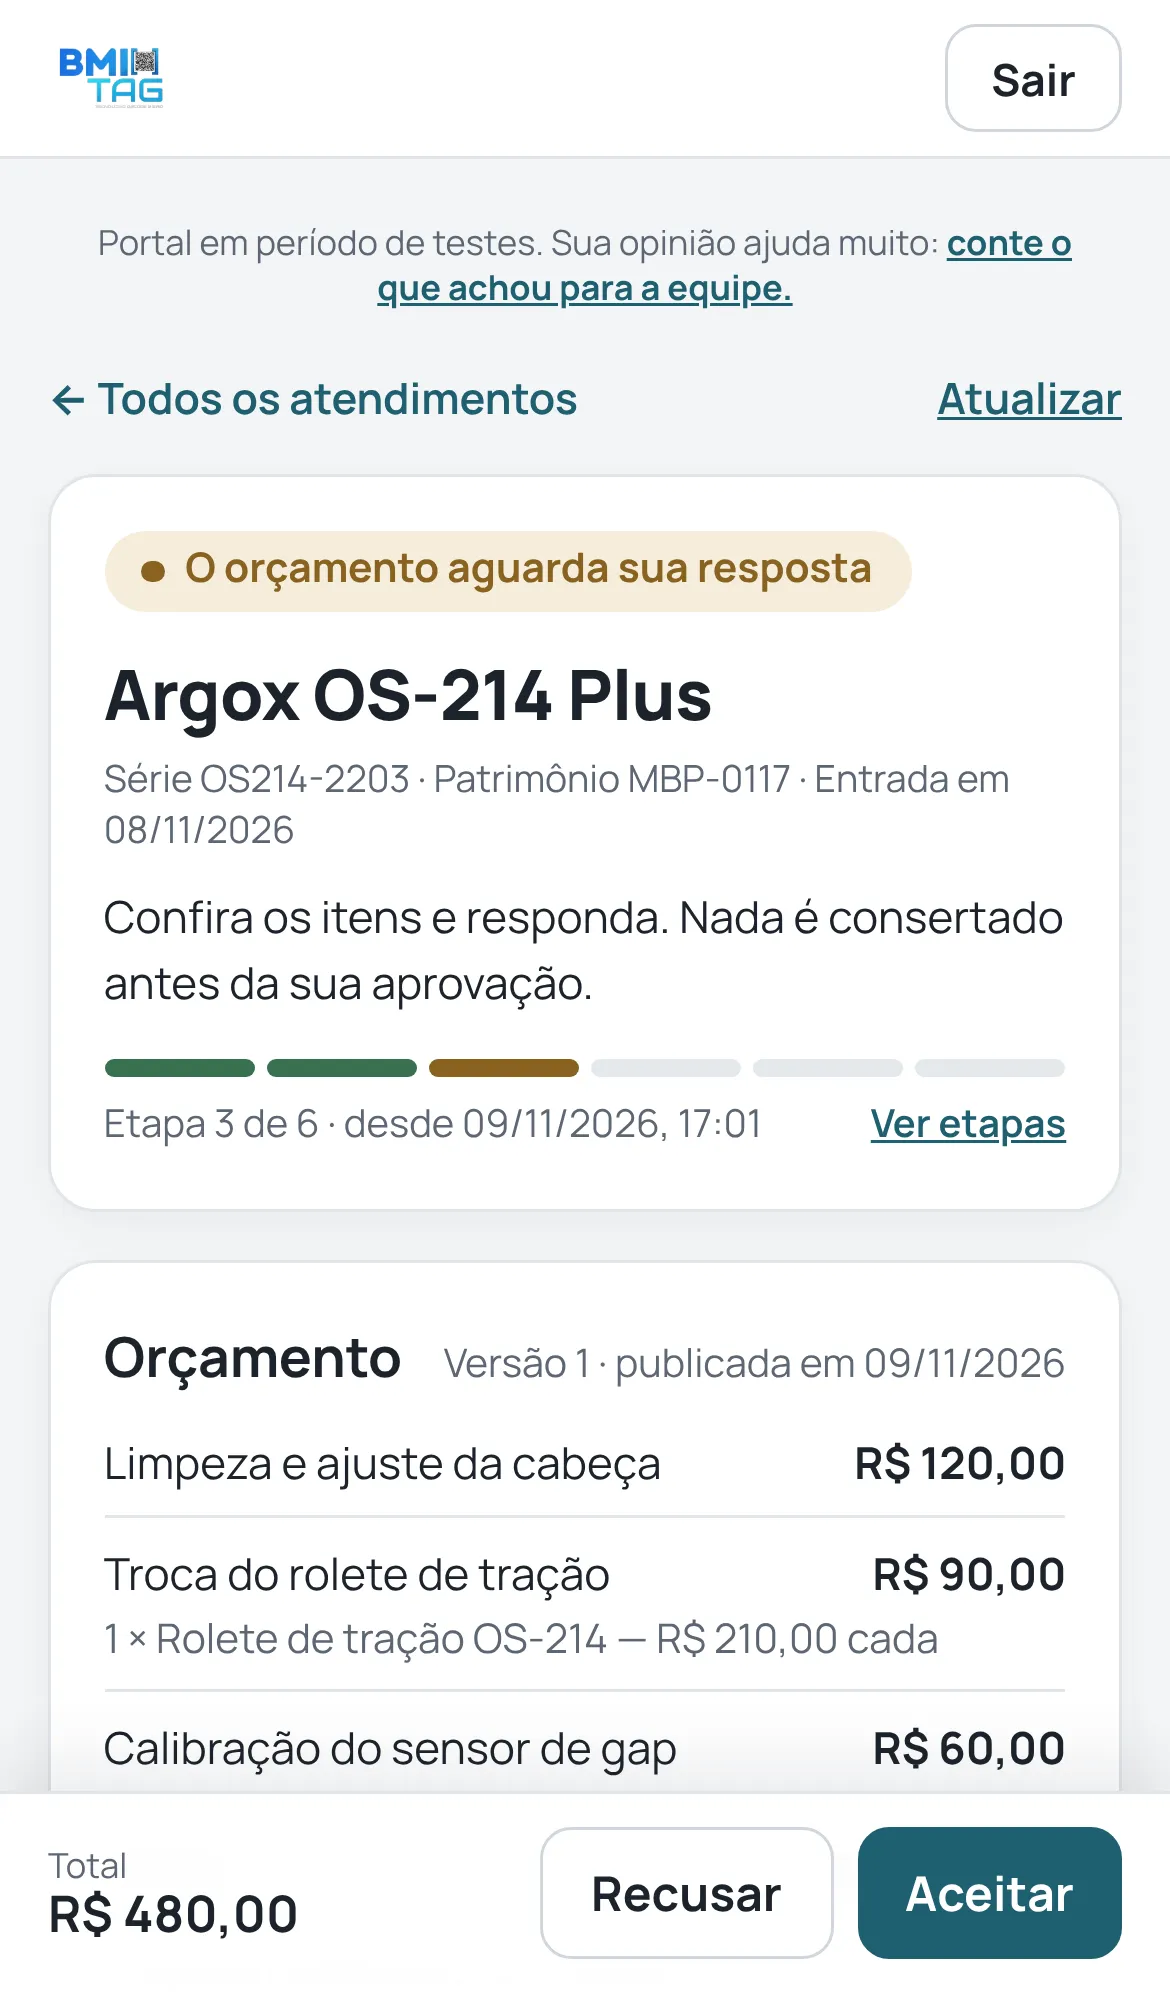 BMI
TAG
Sair
Portal em período de testes. Sua opinião ajuda muito: conte o
que achou para a equipe.
← Todos os atendimentos
Atualizar
O orçamento aguarda sua resposta
Argox OS-214 Plus
Série OS214-2203 · Patrimônio MBP-0117 · Entrada em
08/11/2026
Confira os itens e responda. Nada é consertado
antes da sua aprovação.
Etapa 3 de 6 · desde 09/11/2026, 17:01
Ver etapas
Orçamento
Versão 1 · publicada em 09/11/2026
Limpeza e ajuste da cabeça
R$ 120,00
Troca do rolete de tração
R$ 90,00
1 × Rolete de tração OS-214 — R$ 210,00 cada
Calibração do sensor de gap
R$ 60,00
Total
R$ 480,00
Recusar
Aceitar